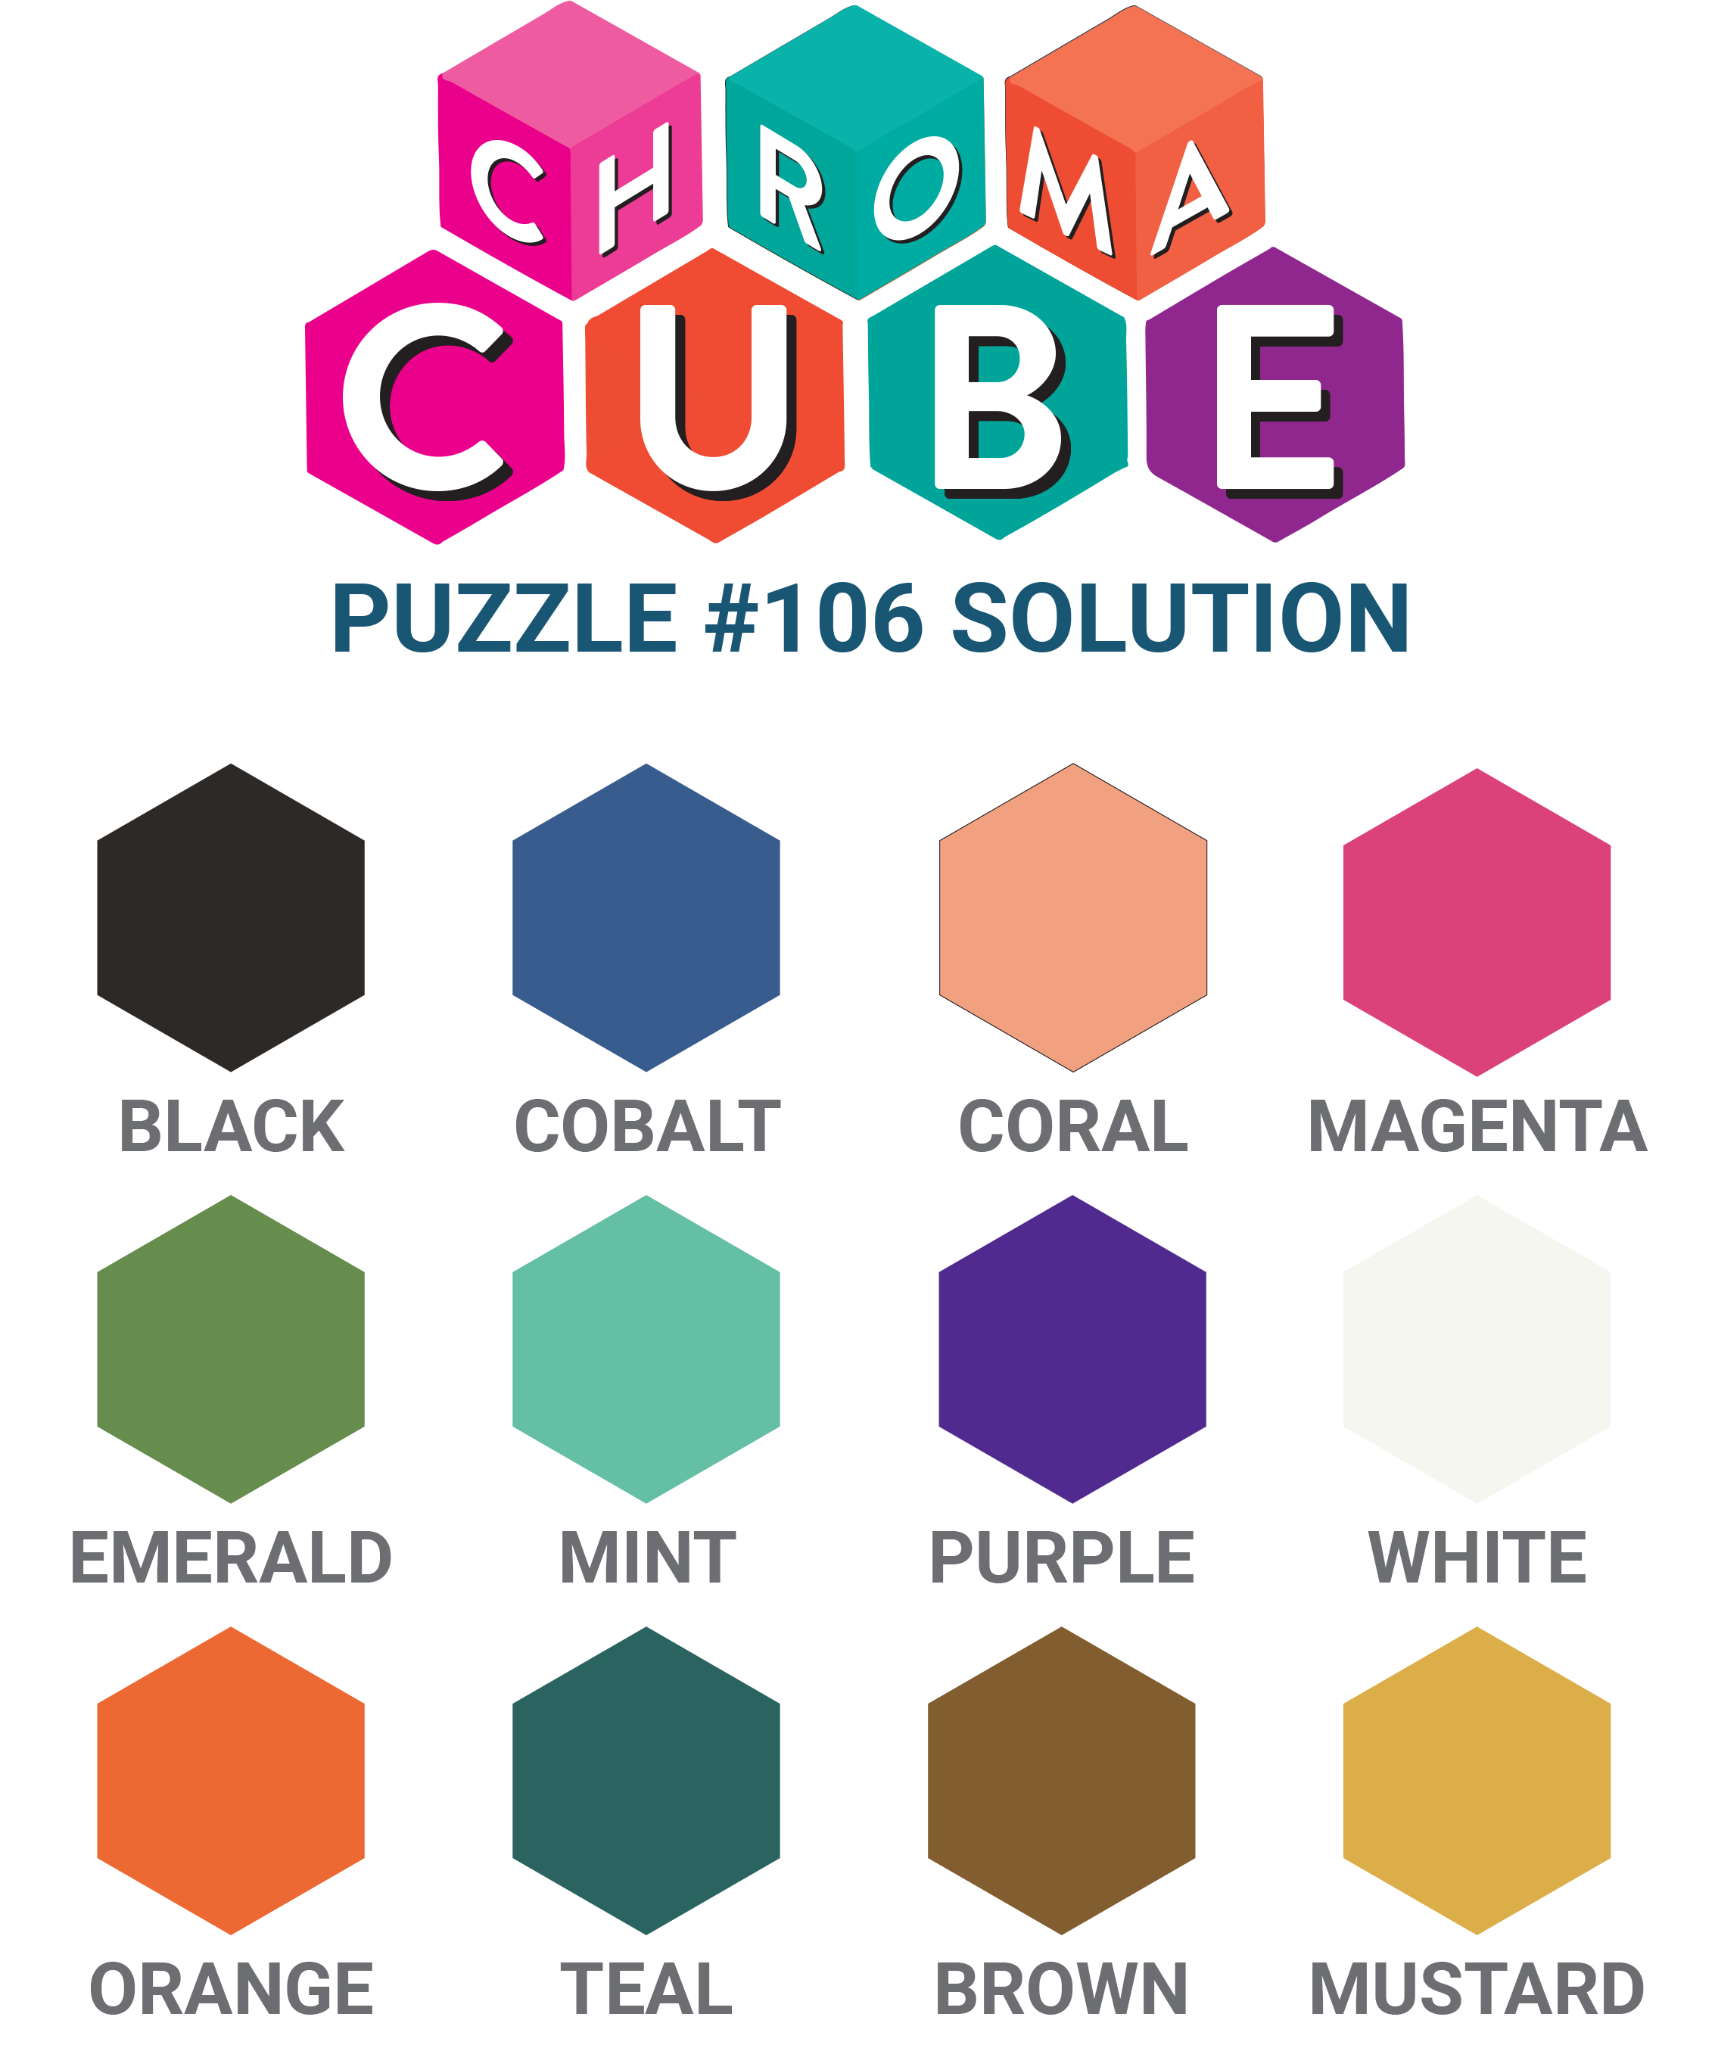 CHROMA
CUBE
PUZZLE #106 SOLUTION
BLACK COBALT CORAL MAGENTA
EMERALD MINT PURPLE WHITE
ORANGE TEAL BROWN MUSTARD